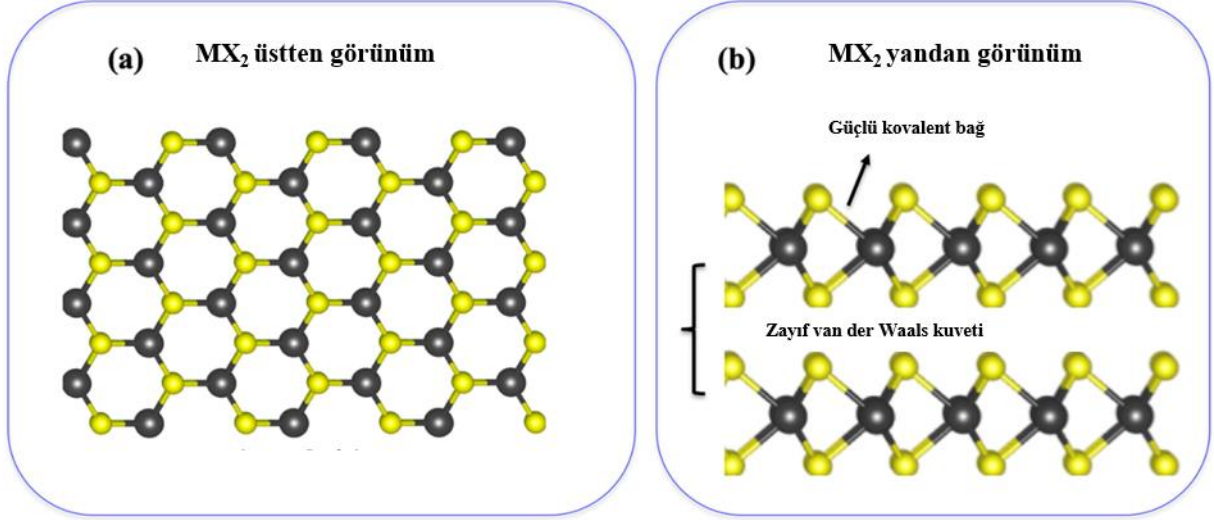 (a) MX₂ üstten görünüm
(b) MX₂ yandan görünüm
Güçlü kovalent bağ
Zayıf van der Waals kuveti